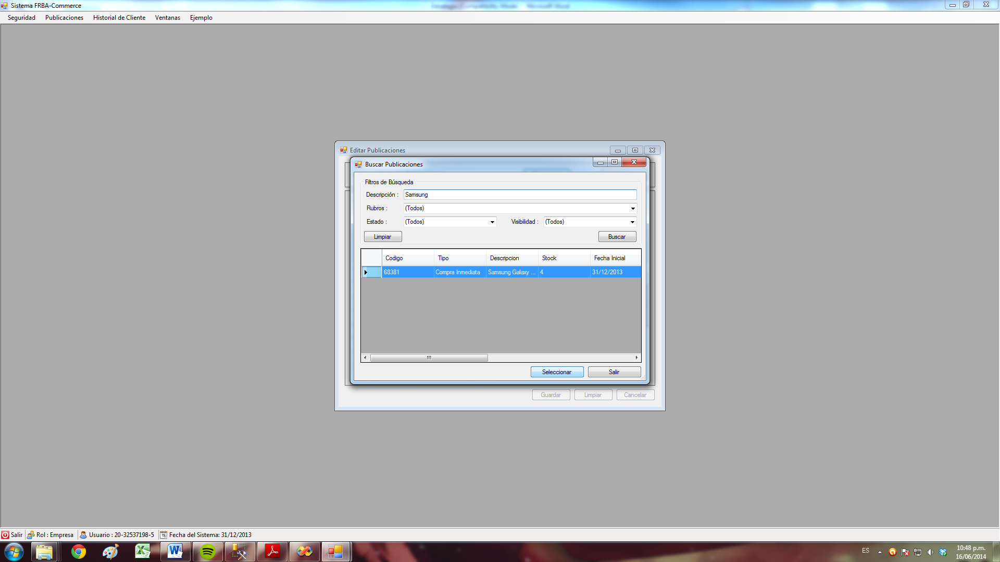 Sistema FRBA-Commerce
Seguridad Publicaciones Historial de Cliente Ventanas Ejemplo
Editar Publicaciones
Buscar Publicaciones
Filtros de Búsqueda
Descripción : Samsung
Rubros : (Todos)
Estado : (Todos) Visibilidad : (Todos)
Limpiar Buscar
Codigo Tipo Descripcion Stock Fecha Inicial
68381 Compra Inmediata Samsung Galaxy ... 4 31/12/2013
Seleccionar Salir
Guardar Limpiar Cancelar
Salir Rol : Empresa Usuario : 20-32537198-5 Fecha del Sistema: 31/12/2013
ES 10:48 p.m.
16/06/2014